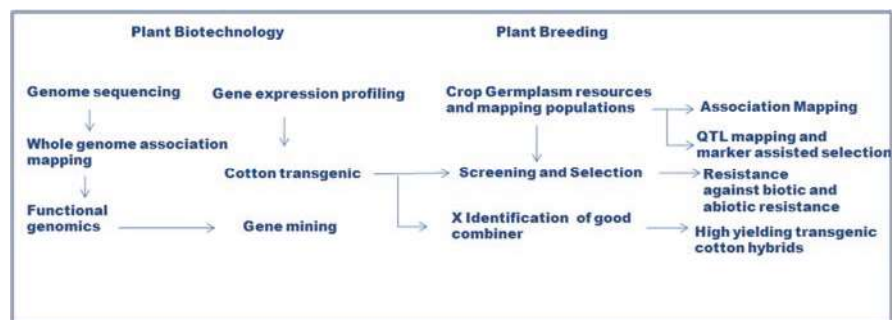 Plant Biotechnology
Plant Breeding
Genome sequencing
Gene expression profiling
Crop Germplasm resources
and mapping populations
Association Mapping
Whole genome association
mapping
QTL mapping and
marker assisted selection
Cotton transgenic
Screening and Selection
Resistance
against biotic and
abiotic resistance
Functional
genomics
Gene mining
X Identification of good
combiner
High yielding transgenic
cotton hybrids